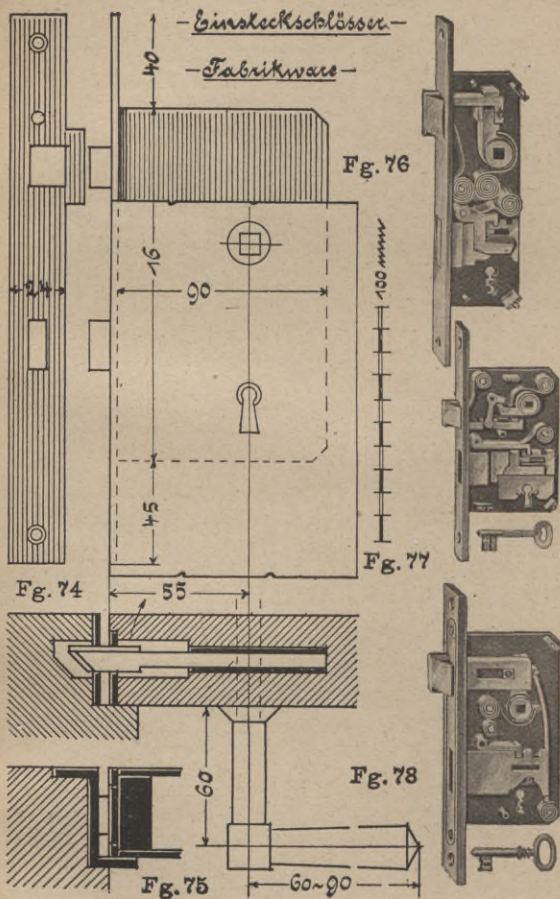 -Einsteckschlösser-
-Fabrikware-
40
Fg. 76
16
24
90
100 mm
45
Fg. 77
Fg. 74
55
60
Fg. 78
Fg. 75
60~90